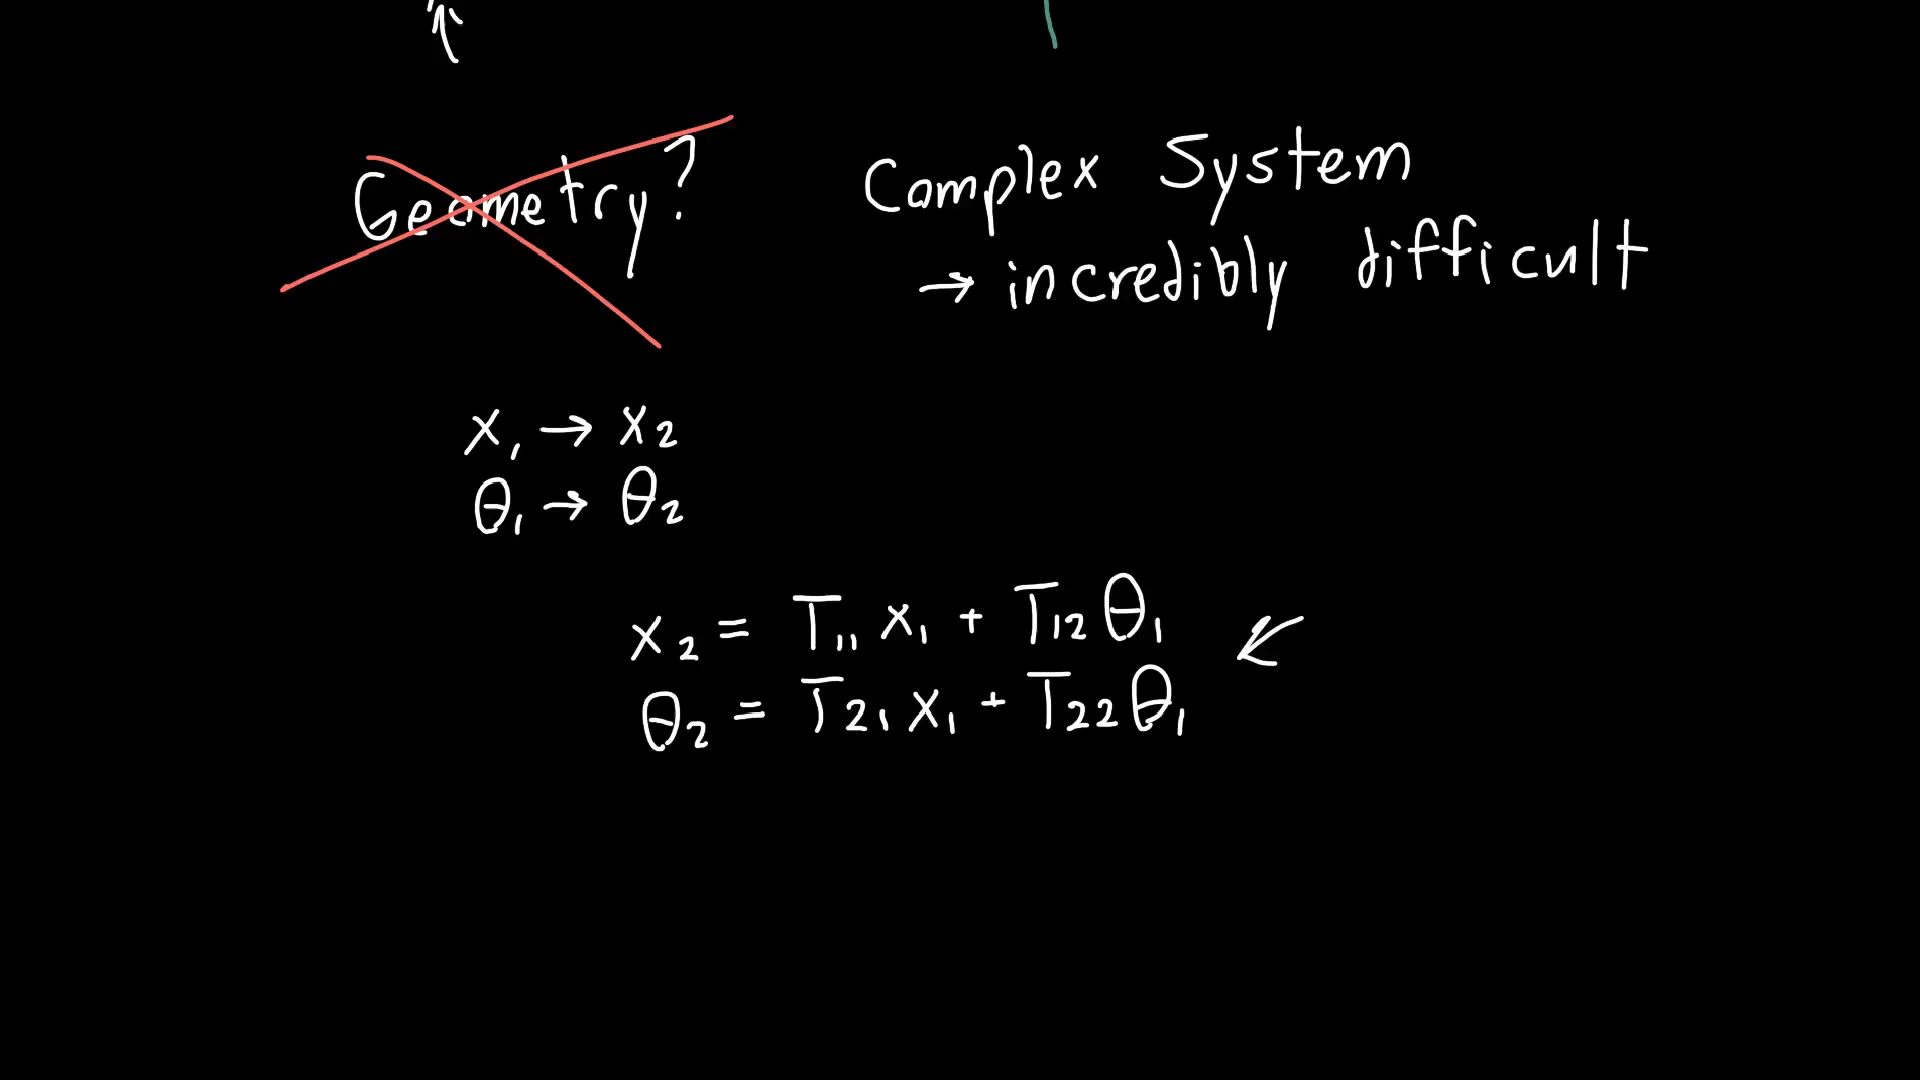 Geometry?
Complex System
→ incredibly difficult
x₁ → x₂
θ₁ → θ₂
x₂ = T₁₁ x₁ + T₁₂ θ₁
θ₂ = T₂₁ x₁ + T₂₂ θ₁